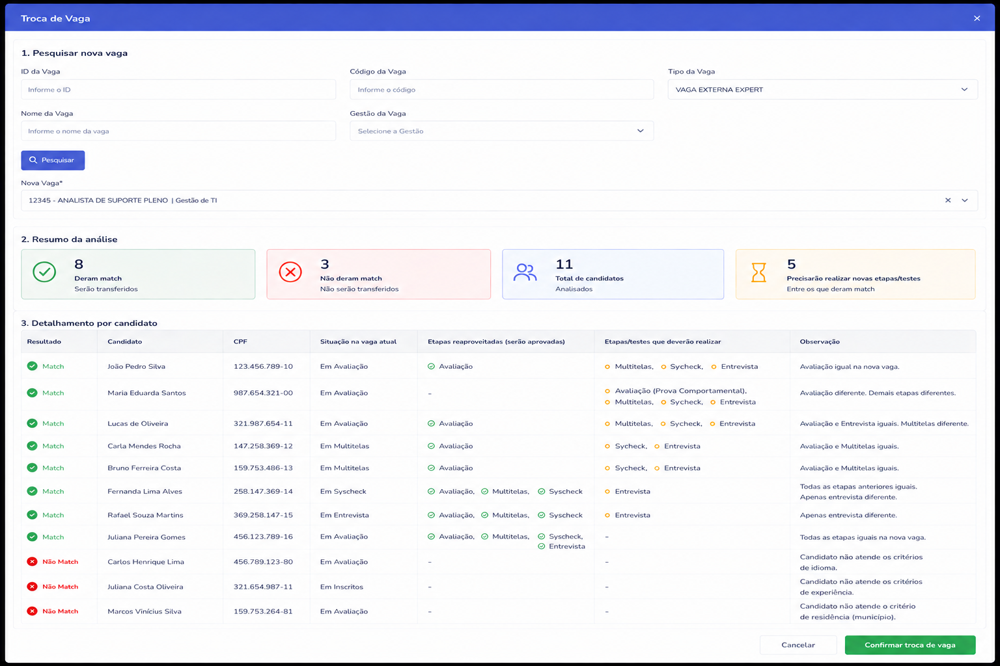 Troca de Vaga
1. Pesquisar nova vaga
ID da Vaga
Código da Vaga
Tipo da Vaga
Informe o ID
Informe o código
VAGA EXTERNA EXPERT
Nome da Vaga
Gestão da Vaga
Informe o nome da vaga
Selecione a Gestão
Pesquisar
Nova Vaga*
12345 - ANALISTA DE SUPORTE PLENO | Gestão de TI
2. Resumo da análise
8
Deram match
Serão transferidos
3
Não deram match
Não serão transferidos
11
Total de candidatos
Analisados
5
Precisarão realizar novas etapas/testes
Entre os que deram match
3. Detalhamento por candidato
Resultado Candidato CPF Situação na vaga atual Etapas reaproveitadas (serão aprovadas) Etapas/testes que deverão realizar Observação
Match João Pedro Silva 123.456.789-10 Em Avaliação Avaliação Multitelas, Sycheck, Entrevista Avaliação igual na nova vaga.
Match Maria Eduarda Santos 987.654.321-00 Em Avaliação - Avaliação (Prova Comportamental),
Multitelas, Sycheck, Entrevista Avaliação diferente. Demais etapas diferentes.
Match Lucas de Oliveira 321.987.654-11 Em Avaliação Avaliação Multitelas, Sycheck, Entrevista Avaliação e Entrevista iguais. Multitelas diferente.
Match Carla Mendes Rocha 147.258.369-12 Em Multitelas Avaliação Sycheck, Entrevista Avaliação e Multitelas iguais.
Match Bruno Ferreira Costa 159.753.486-13 Em Multitelas Avaliação Sycheck, Entrevista Avaliação e Multitelas iguais.
Match Fernanda Lima Alves 258.147.369-14 Em Syscheck Avaliação, Multitelas, Syscheck Entrevista Todas as etapas anteriores iguais.
Apenas entrevista diferente.
Match Rafael Souza Martins 369.258.147-15 Em Entrevista Avaliação, Multitelas, Syscheck Entrevista Apenas entrevista diferente.
Match Juliana Pereira Gomes 456.123.789-16 Em Avaliação Avaliação, Multitelas, Syscheck, - Todas as etapas iguais na nova vaga.
Entrevista
Não Match Carlos Henrique Lima 456.789.123-80 Em Avaliação - - Candidato não atende os critérios
de idioma.
Não Match Juliana Costa Oliveira 321.654.987-11 Em Inscritos - - Candidato não atende os critérios
de experiência.
Não Match Marcos Vinícius Silva 159.753.264-81 Em Avaliação - - Candidato não atende o critério
de residência (município).
Cancelar
Confirmar troca de vaga